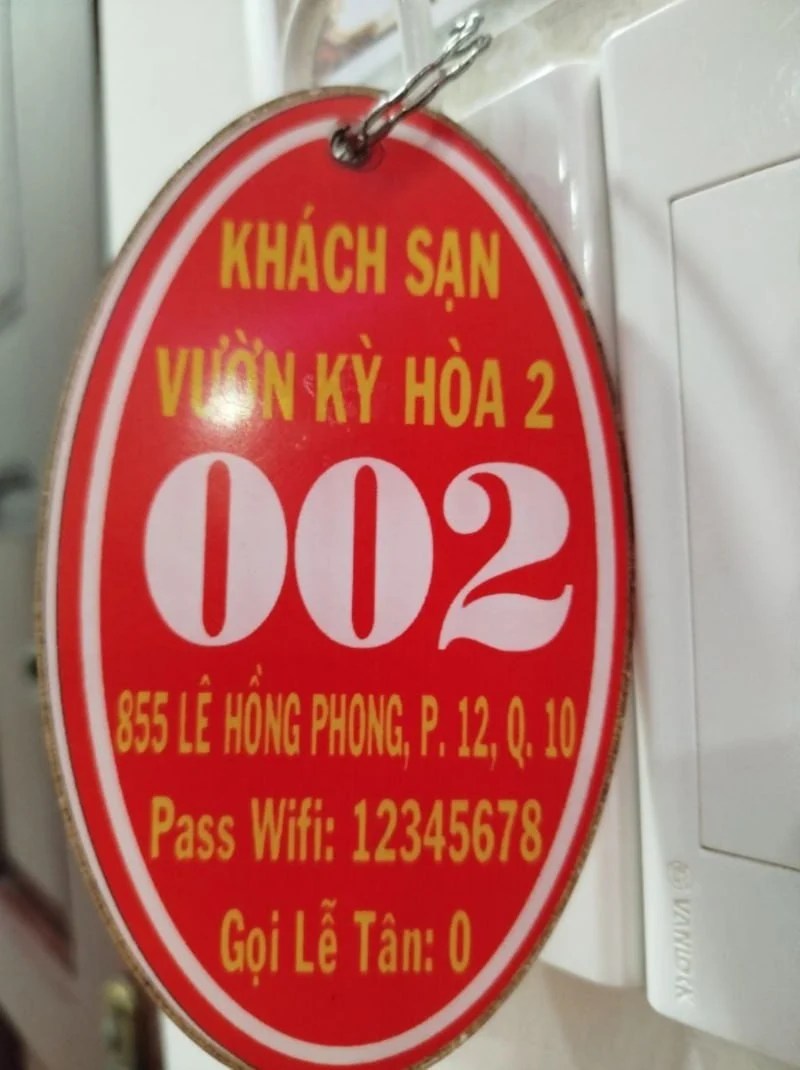 KHÁCH SẠN
VƯỜN KỲ HÒA 2
002
855 LÊ HỒNG PHONG, P. 12, Q. 10
Pass Wifi: 12345678
Gọi Lễ Tân: 0